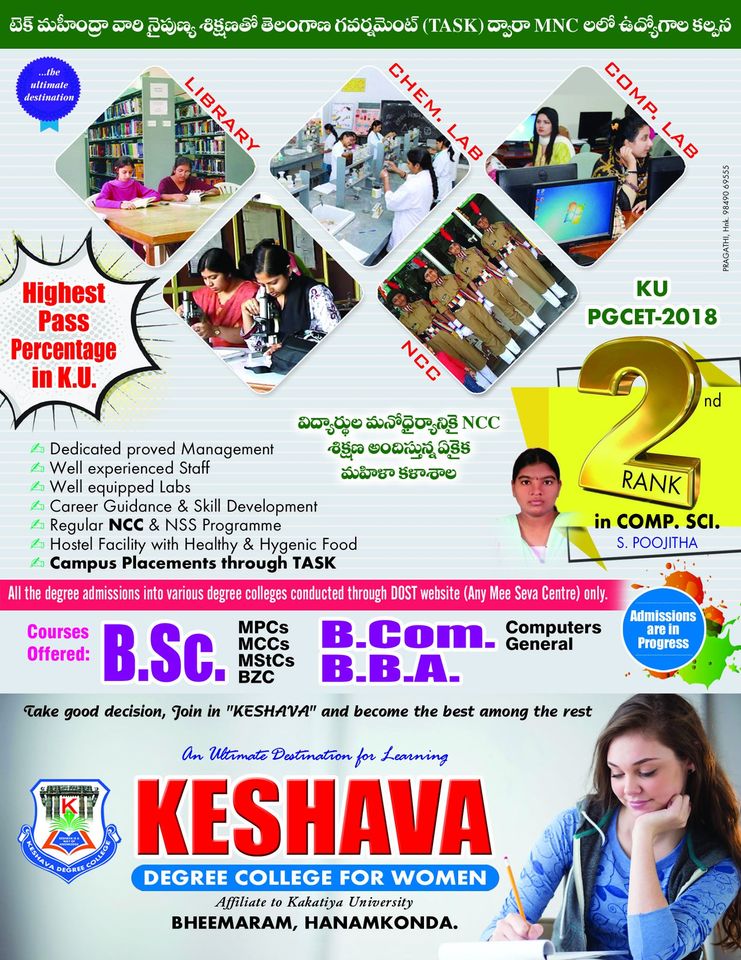 టెక్ మహీంద్రా వారి నైపుణ్య శిక్షణతో తెలంగాణ గవర్నమెంట్ (TASK) ద్వారా MNC లలో ఉద్యోగాల కల్పన
...the
ultimate
destination
LIBRARY
CHEM. LAB
COMP. LAB
NCC
PRAGATHI, Hnk. 98490 69555
Highest
Pass
Percentage
in K.U.
KU
PGCET-2018
2nd
RANK
in COMP. SCI.
S. POOJITHA
విద్యార్థుల మనోధైర్యానికై NCC
శిక్షణ అందిస్తున్న ఏకైక
మహిళా కళాశాల
Dedicated proved Management
Well experienced Staff
Well equipped Labs
Career Guidance & Skill Development
Regular NCC & NSS Programme
Hostel Facility with Healthy & Hygenic Food
Campus Placements through TASK
All the degree admissions into various degree colleges conducted through DOST website (Any Mee Seva Centre) only.
Admissions
are in
Progress
Courses
Offered:
B.Sc.
MPCs
MCCs
MStCs
BZC
B.Com.
Computers
General
B.B.A.
Take good decision, Join in "KESHAVA" and become the best among the rest
An Ultimate Destination for Learning
K
KESHAVA DEGREE COLLEGE
KESHAVA
DEGREE COLLEGE FOR WOMEN
Affiliate to Kakatiya University
BHEEMARAM, HANAMKONDA.